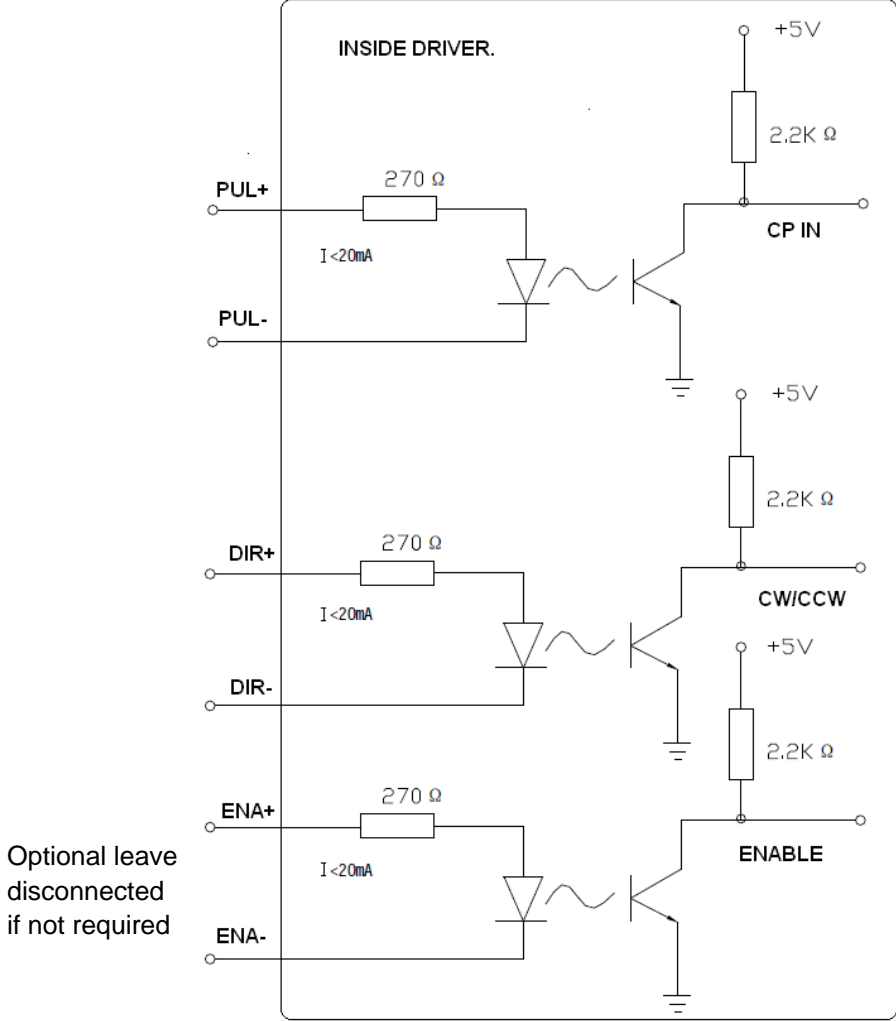 INSIDE DRIVER.
+5V
2.2K Ω
PUL+
270 Ω
I<20mA
CP IN
PUL-
+5V
2.2K Ω
DIR+
270 Ω
I<20mA
CW/CCW
+5V
DIR-
2.2K Ω
ENA+
270 Ω
Optional leave
disconnected
if not required
I<20mA
ENABLE
ENA-